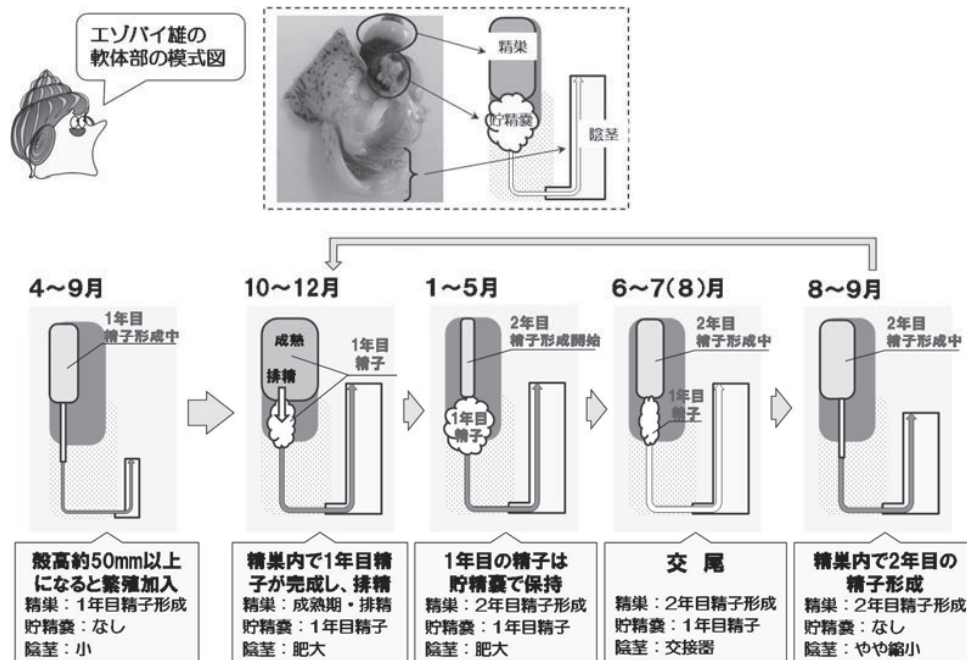 エゾバイ雄の
軟体部の模式図
精巣
貯精嚢
陰茎
4～9月
1年目
精子形成中
10～12月
成熟
排精
1年目
精子
1～5月
2年目
精子形成開始
1年目
精子
6～7(8)月
2年目
精子形成中
1年目
精子
8～9月
2年目
精子形成中
殻高約50mm以上
になると繁殖加入
精巣：1年目精子形成
貯精嚢：なし
陰茎：小
精巣内で1年目精
子が完成し、排精
精巣：成熟期・排精
貯精嚢：1年目精子
陰茎：肥大
1年目の精子は
貯精嚢で保持
精巣：2年目精子形成
貯精嚢：1年目精子
陰茎：肥大
交 尾
精巣：2年目精子形成
貯精嚢：1年目精子
陰茎：交接器
精巣内で2年目の
精子形成
精巣：2年目精子形成
貯精嚢：なし
陰茎：やや縮小